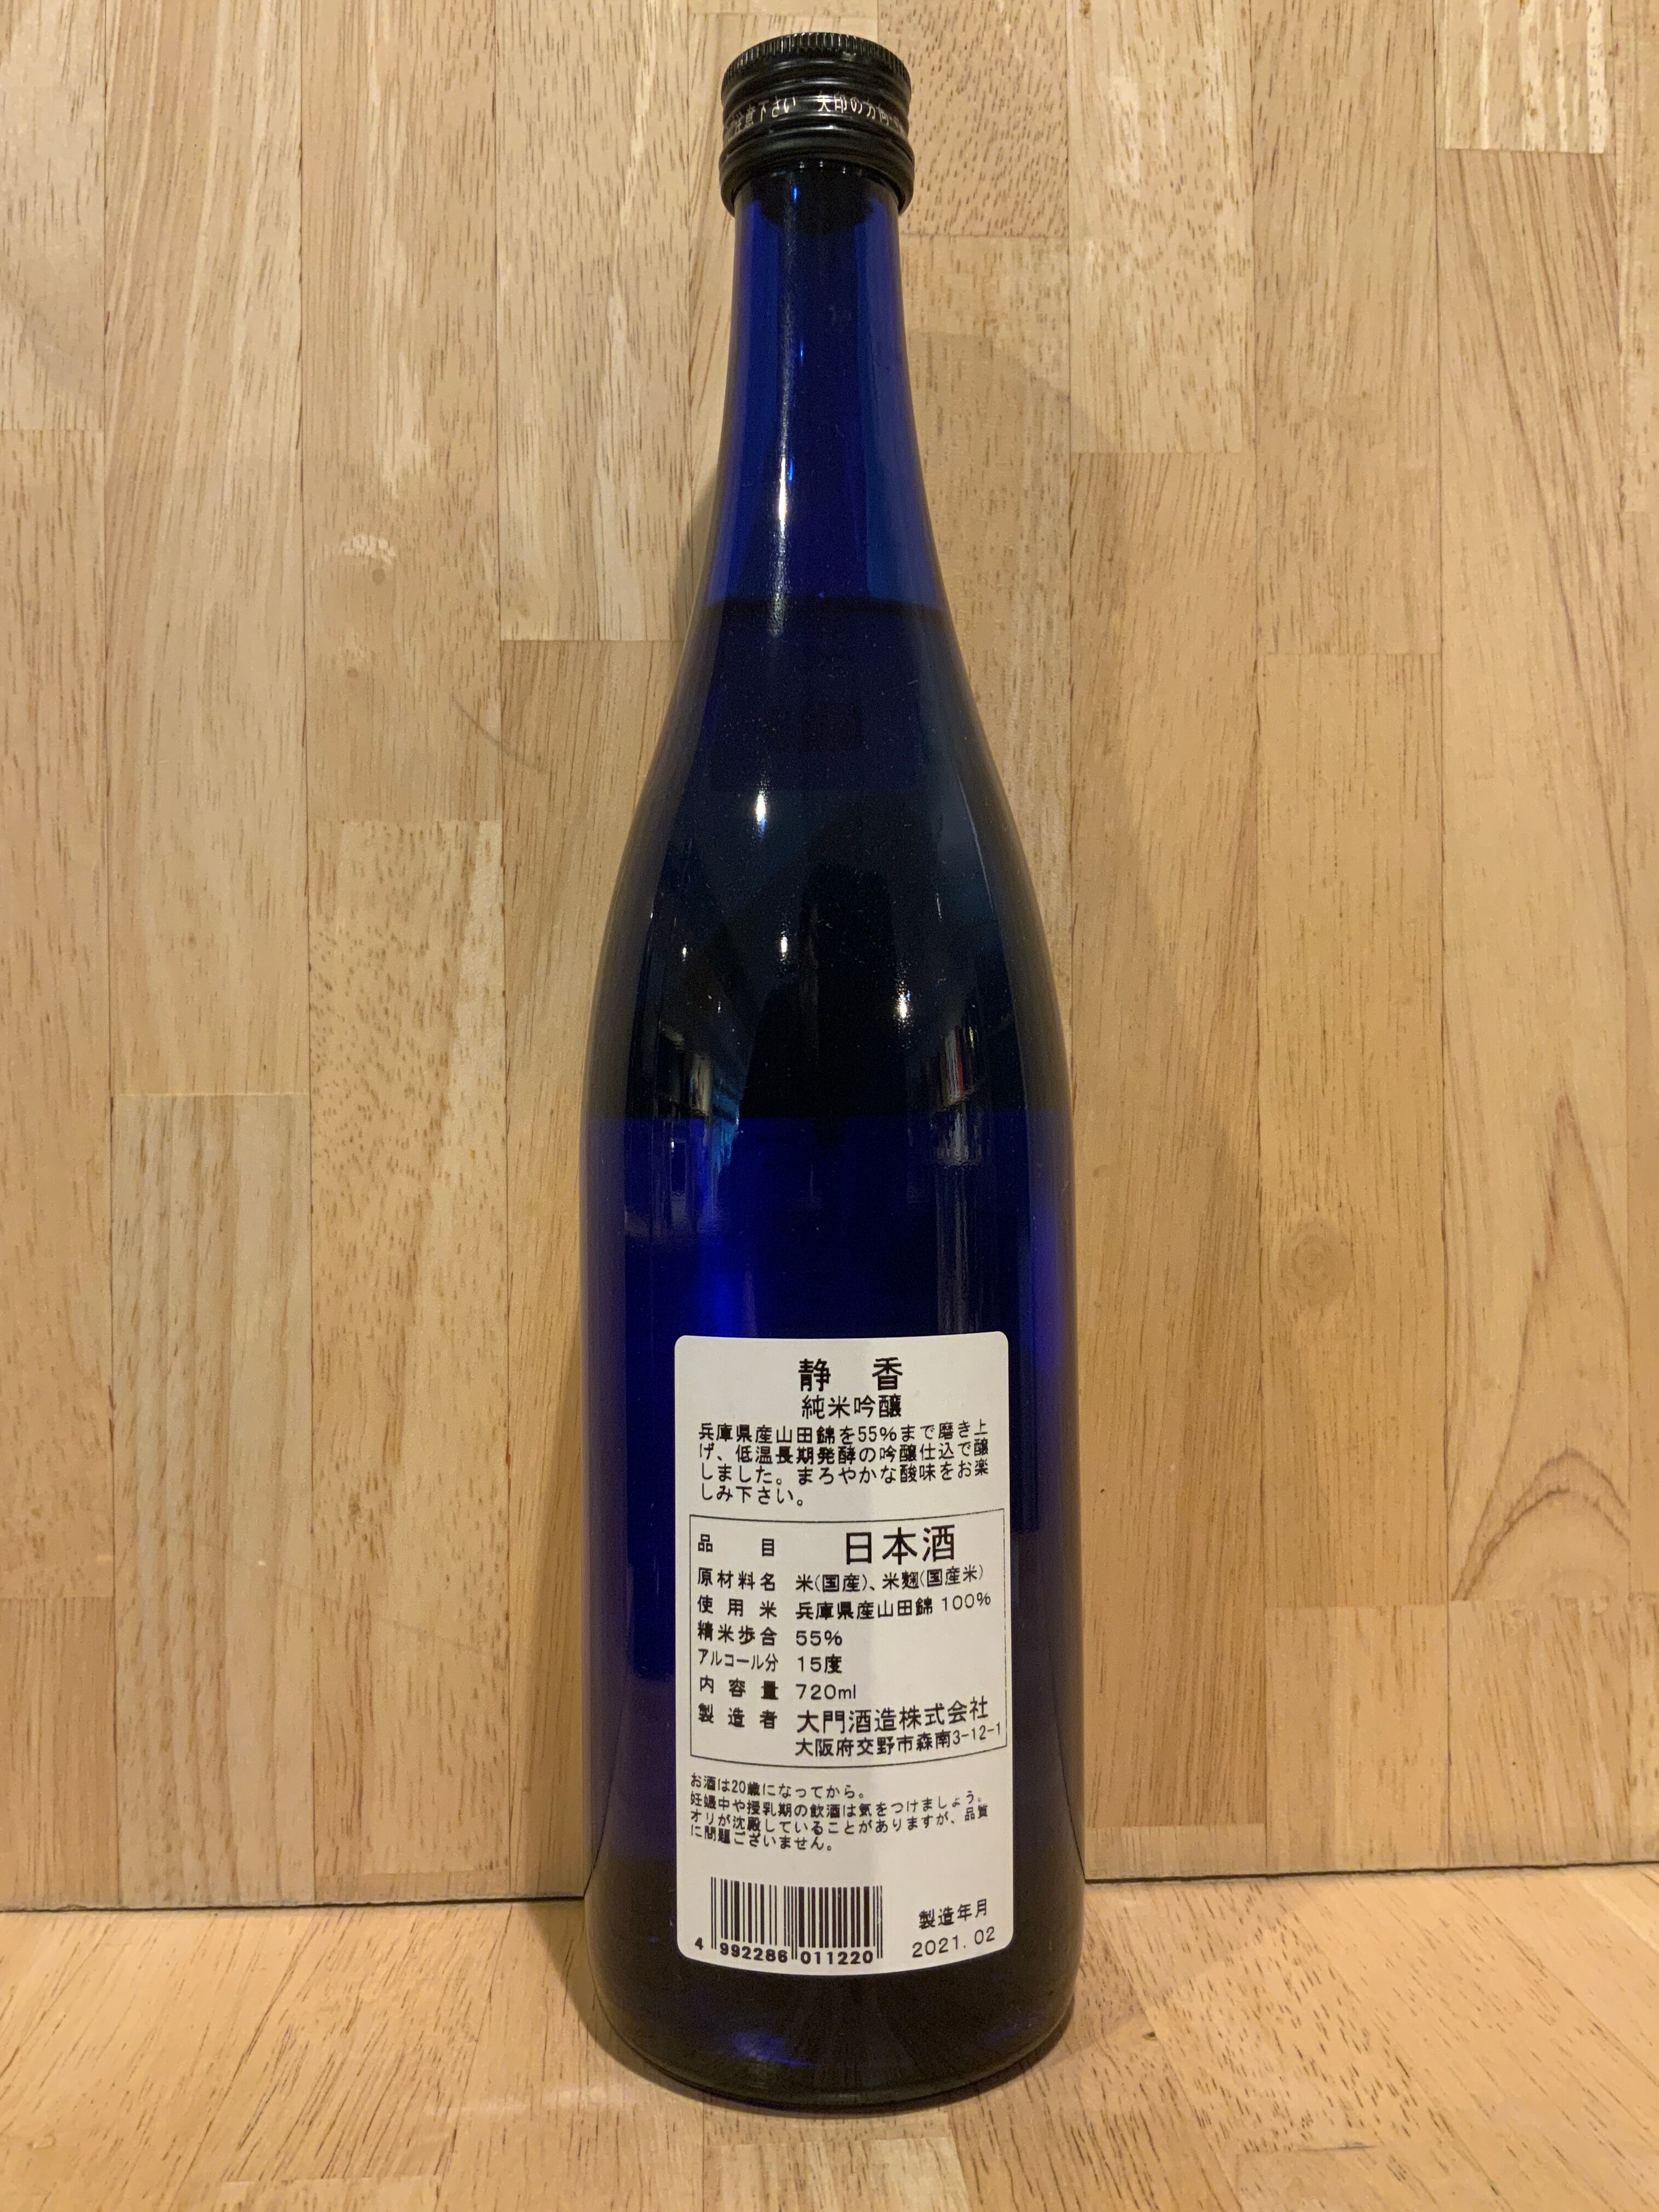 下さい 矢印の方向
静 香
純米吟醸
兵庫県産山田錦を55%まで磨き上
げ、低温長期発酵の吟醸仕込で醸
しました。まろやかな酸味をお楽
しみ下さい。
品 目 日本酒
原材料名 米(国産)、米麹(国産米)
使用米 兵庫県産山田錦 100%
精米歩合 55%
アルコール分 15度
内容量 720ml
製造者 大門酒造株式会社
大阪府交野市森南3-12-1
お酒は20歳になってから。
妊娠中や授乳期の飲酒は気をつけましょう。
オリが沈殿していることがありますが、品質
に問題ございません。
4 992286 011220
製造年月
2021.02